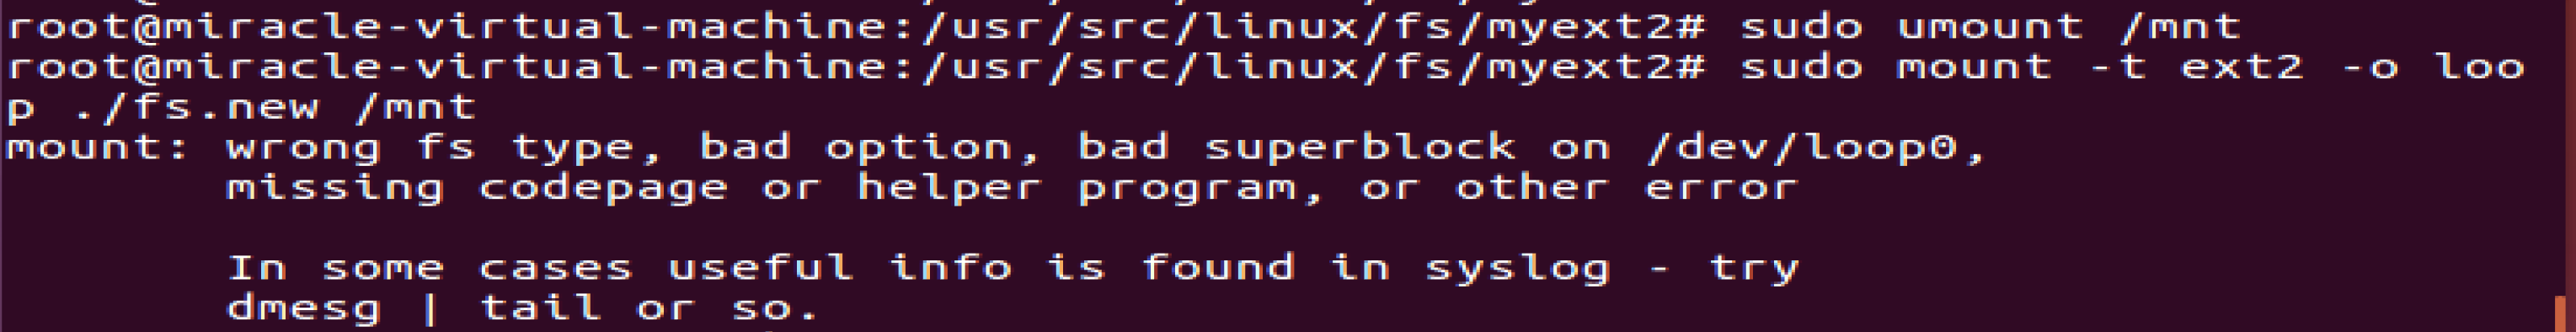 root@miracle-virtual-machine:/usr/src/linux/fs/myext2# sudo umount /mnt
root@miracle-virtual-machine:/usr/src/linux/fs/myext2# sudo mount -t ext2 -o loo
p ./fs.new /mnt
mount: wrong fs type, bad option, bad superblock on /dev/loop0,
       missing codepage or helper program, or other error
       In some cases useful info is found in syslog - try
       dmesg | tail or so.